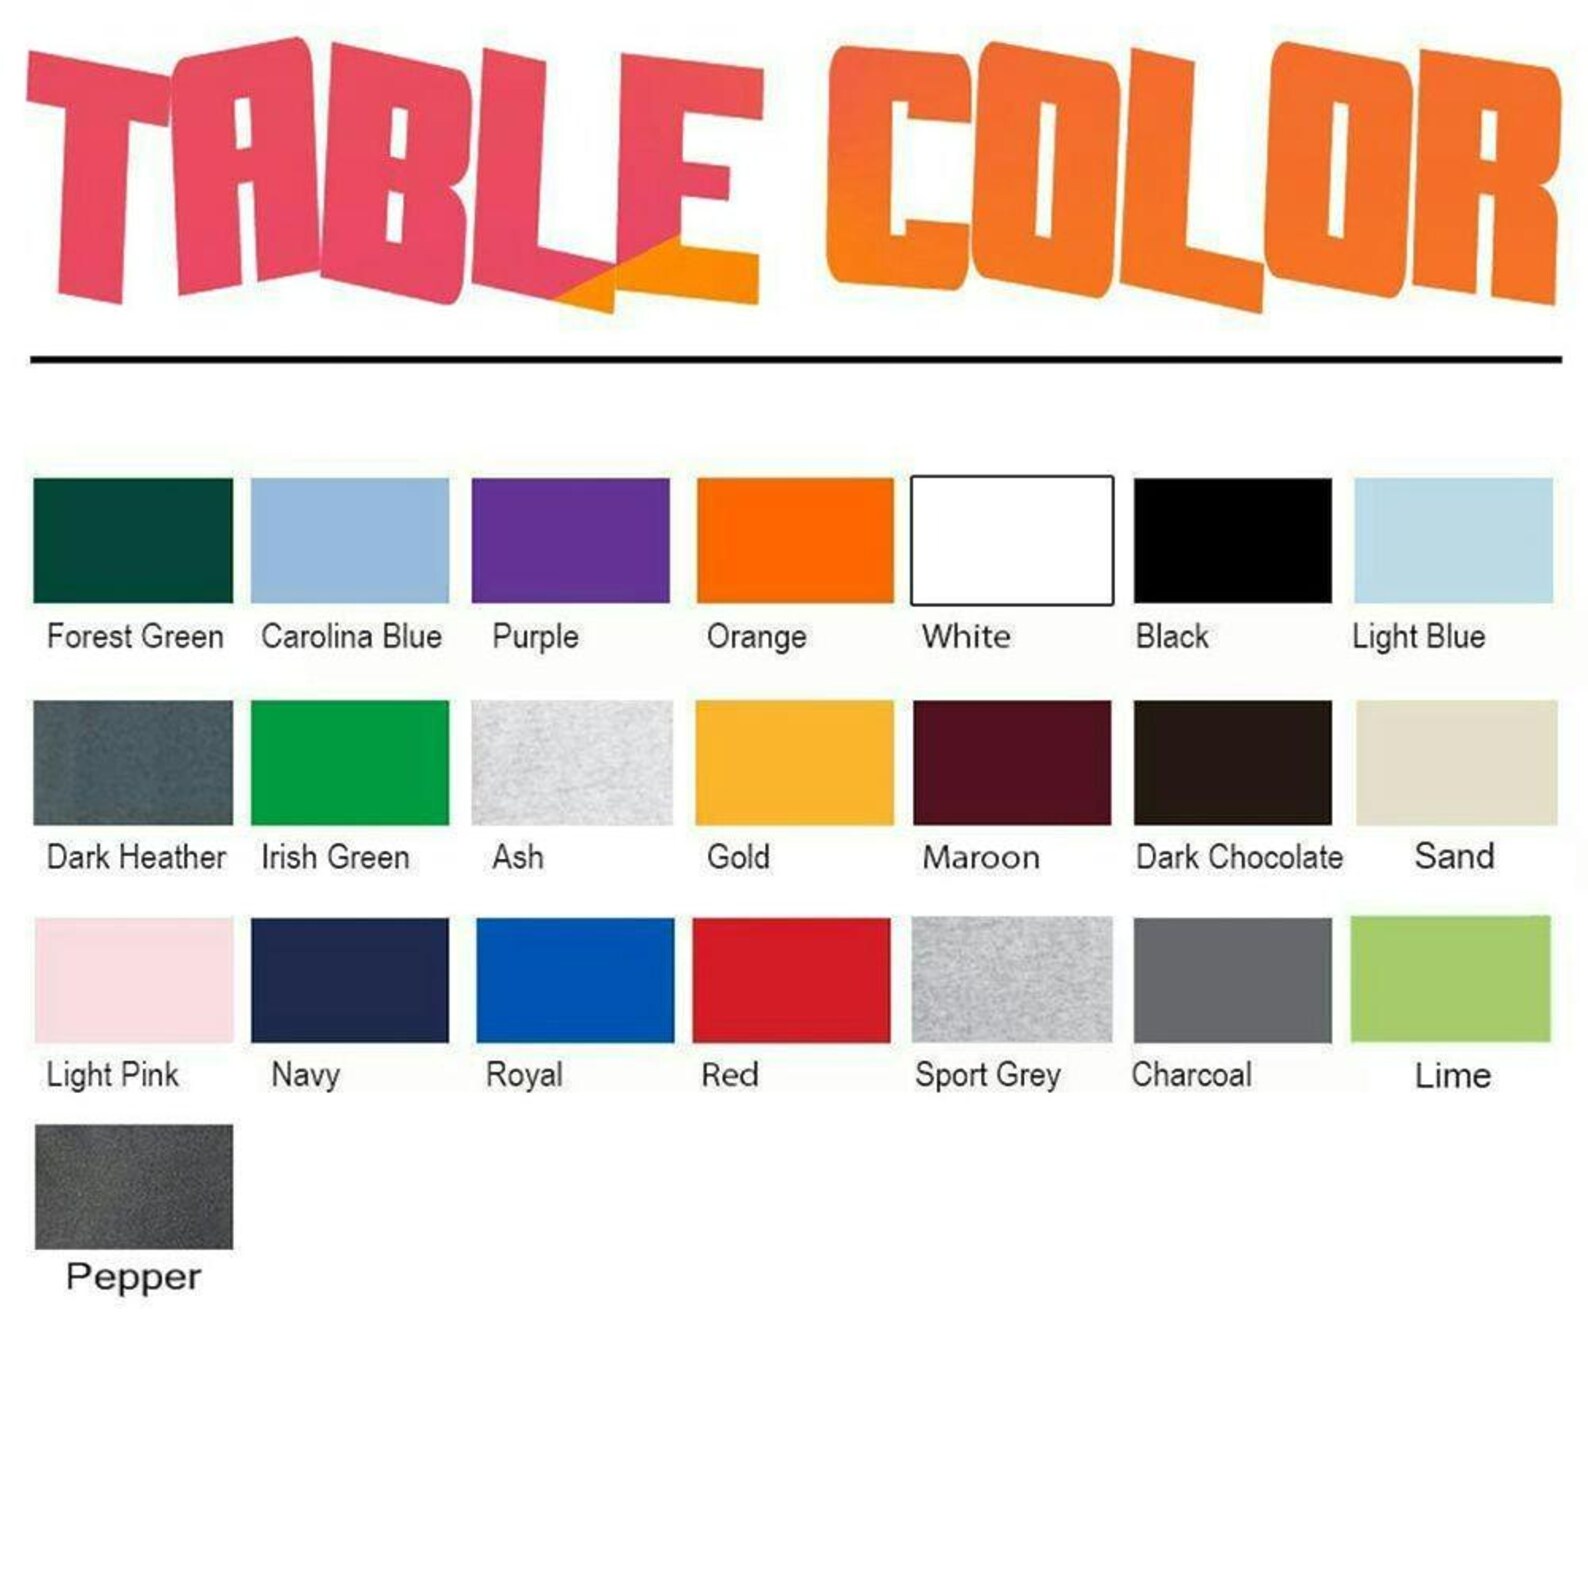 TABLE COLOR
Forest Green Carolina Blue Purple Orange White Black Light Blue
Dark Heather Irish Green Ash Gold Maroon Dark Chocolate Sand
Light Pink Navy Royal Red Sport Grey Charcoal Lime
Pepper